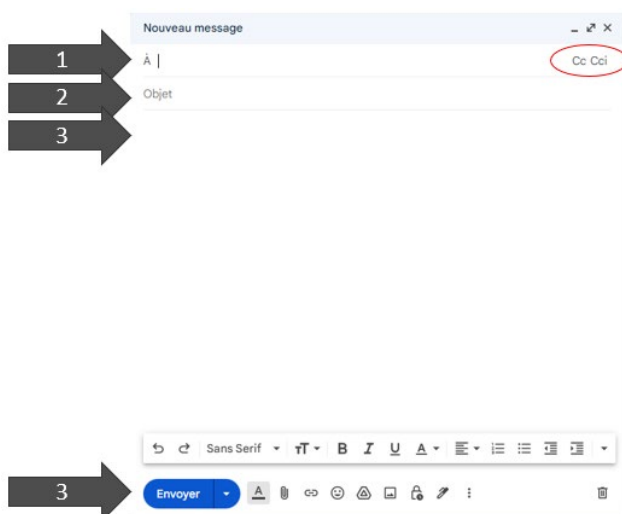 Nouveau message
1
À
Cc Cci
2
Objet
3
Sans Serif
B I U A
3
Envoyer
A